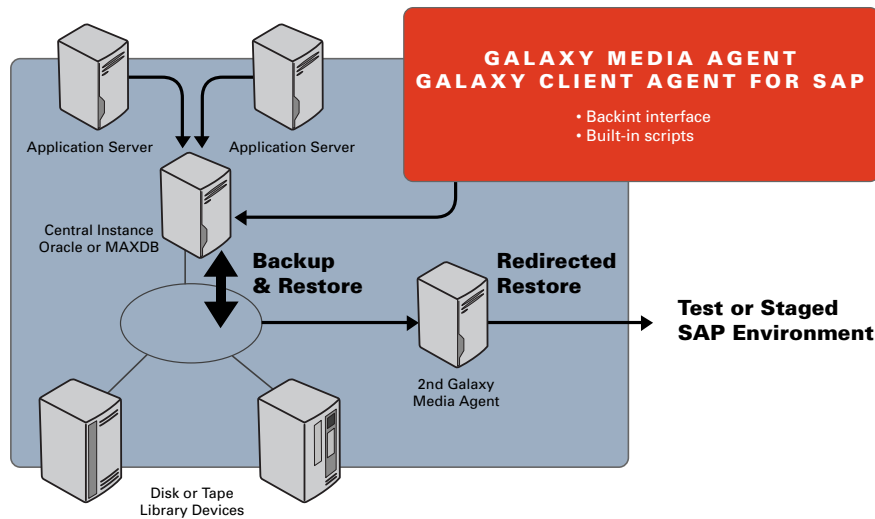 GALAXY MEDIA AGENT
GALAXY CLIENT AGENT FOR SAP
• Backint interface
• Built-in scripts
Application Server
Application Server
Central Instance
Oracle or MAXDB
Backup
& Restore
Redirected
Restore
Test or Staged
SAP Environment
2nd Galaxy
Media Agent
Disk or Tape
Library Devices